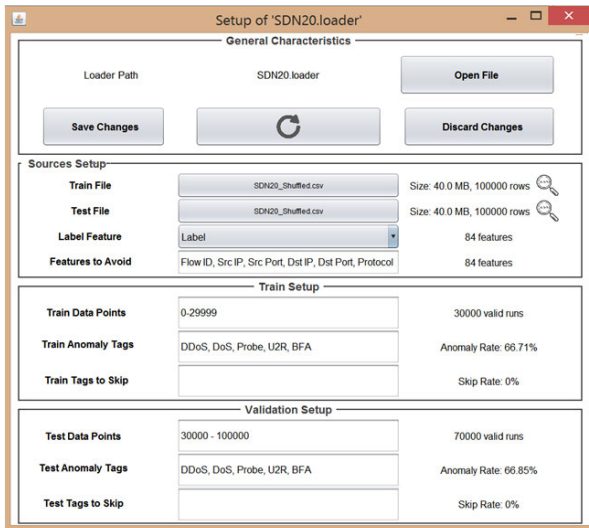 Setup of 'SDN20.loader'
General Characteristics
Loader Path SDN20.loader Open File
Save Changes Discard Changes
Sources Setup
Train File SDN20_Shuffled.csv Size: 40.0 MB, 100000 rows
Test File SDN20_Shuffled.csv Size: 40.0 MB, 100000 rows
Label Feature Label 84 features
Features to Avoid Flow ID, Src IP, Src Port, Dst IP, Dst Port, Protocol 84 features
Train Setup
Train Data Points 0-29999 30000 valid runs
Train Anomaly Tags DDoS, DoS, Probe, U2R, BFA Anomaly Rate: 66.71%
Train Tags to Skip Skip Rate: 0%
Validation Setup
Test Data Points 30000 - 100000 70000 valid runs
Test Anomaly Tags DDoS, DoS, Probe, U2R, BFA Anomaly Rate: 66.85%
Test Tags to Skip Skip Rate: 0%